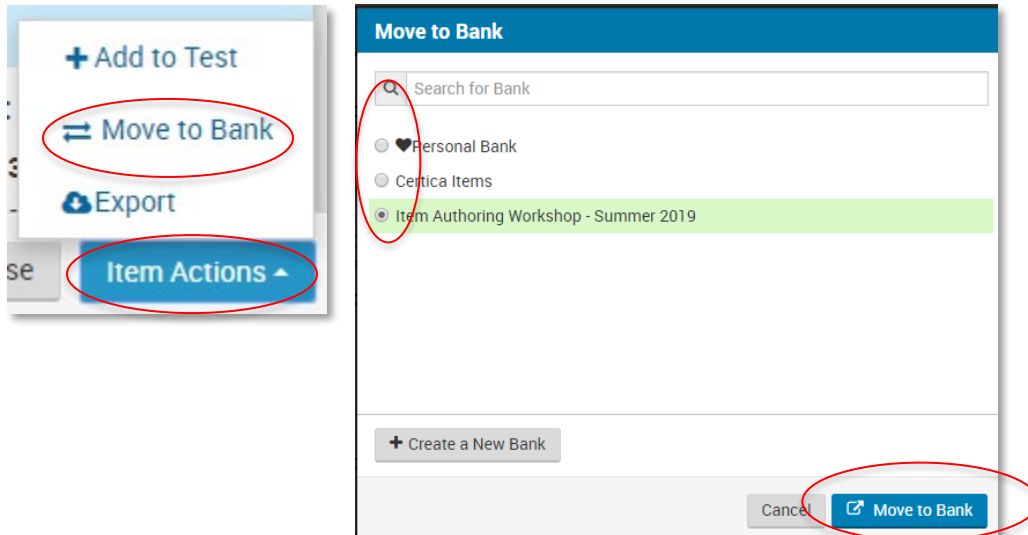 + Add to Test
Move to Bank
Export
se
Item Actions
Move to Bank
Search for Bank
Personal Bank
Certica Items
Item Authoring Workshop - Summer 2019
+ Create a New Bank
Cancel
Move to Bank